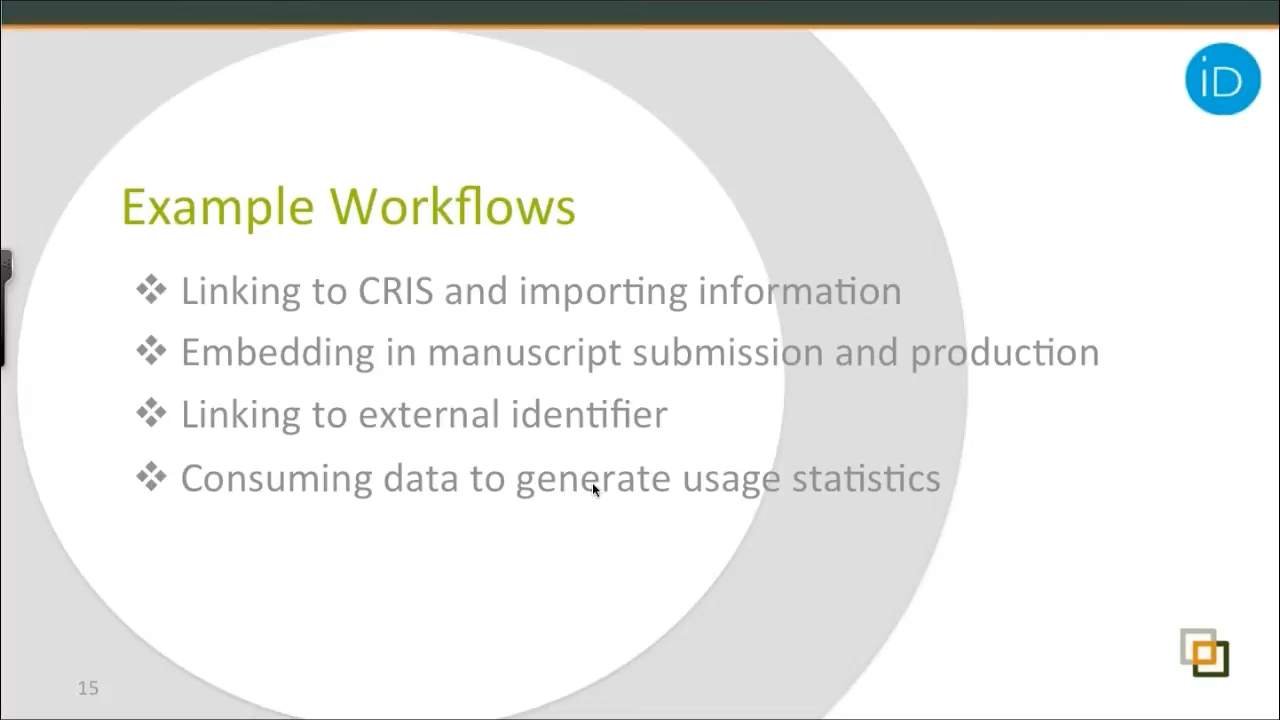 iD
Example Workflows
❖ Linking to CRIS and importing information
❖ Embedding in manuscript submission and production
❖ Linking to external identifier
❖ Consuming data to generate usage statistics
15